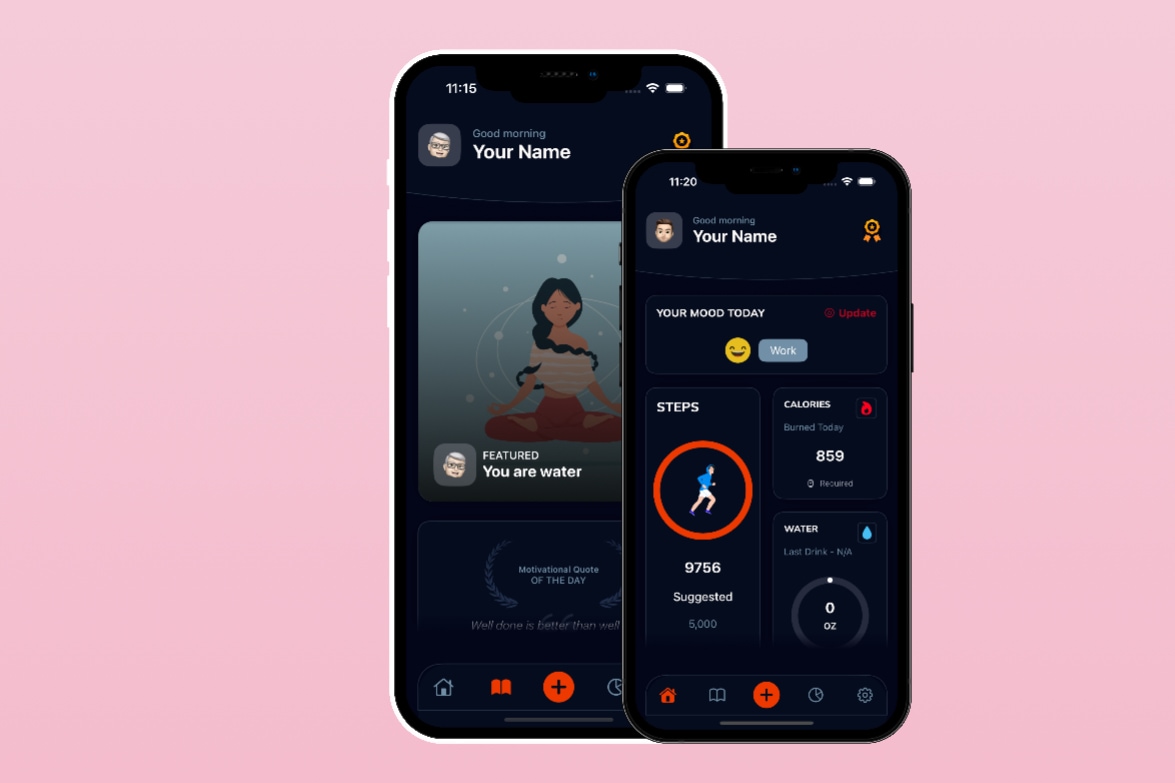 11:15
Good morning
Your Name
FEATURED
You are water
Motivational Quote
OF THE DAY
Well done is better than well
11:20
Good morning
Your Name
YOUR MOOD TODAY
Update
Work
STEPS
9756
Suggested
5,000
CALORIES
Burned Today
859
Required
WATER
Last Drink - N/A
0
OZ